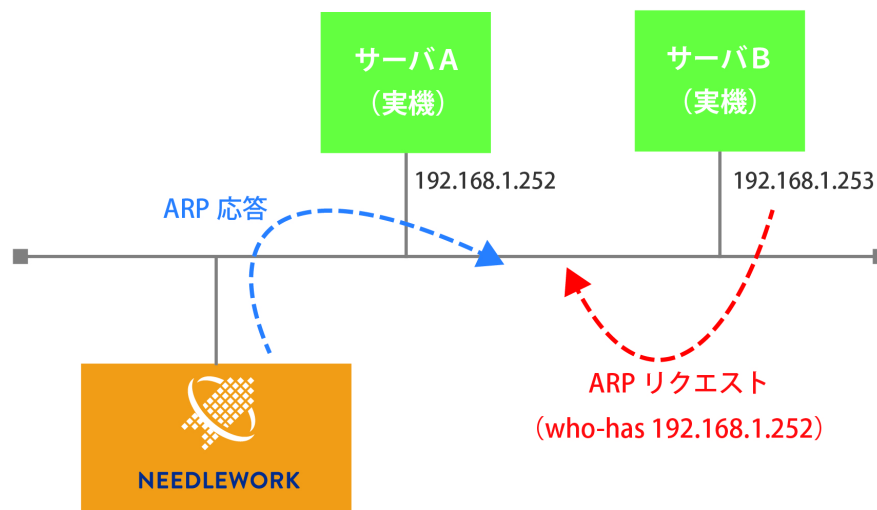 サーバA
（実機）
サーバB
（実機）
192.168.1.252
192.168.1.253
ARP 応答
ARP リクエスト
（who-has 192.168.1.252）
NEEDLEWORK